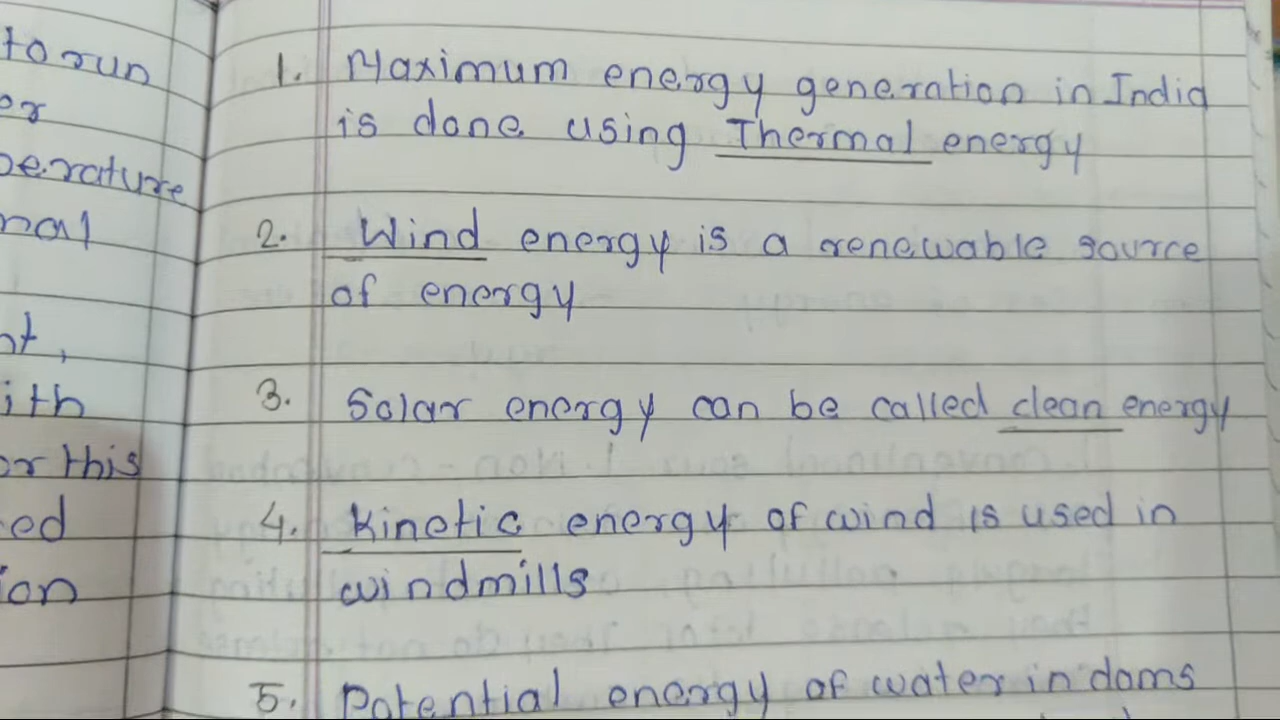 to run
or
perature
nal
nt,
ith
or this
ed
ion
1. Maximum energy generation in India
is done using Thermal energy
2. Wind energy is a renewable source
of energy
3. Solar energy can be called clean energy
4. Kinetic energy of wind is used in
windmills
5. Potential energy of water in dams